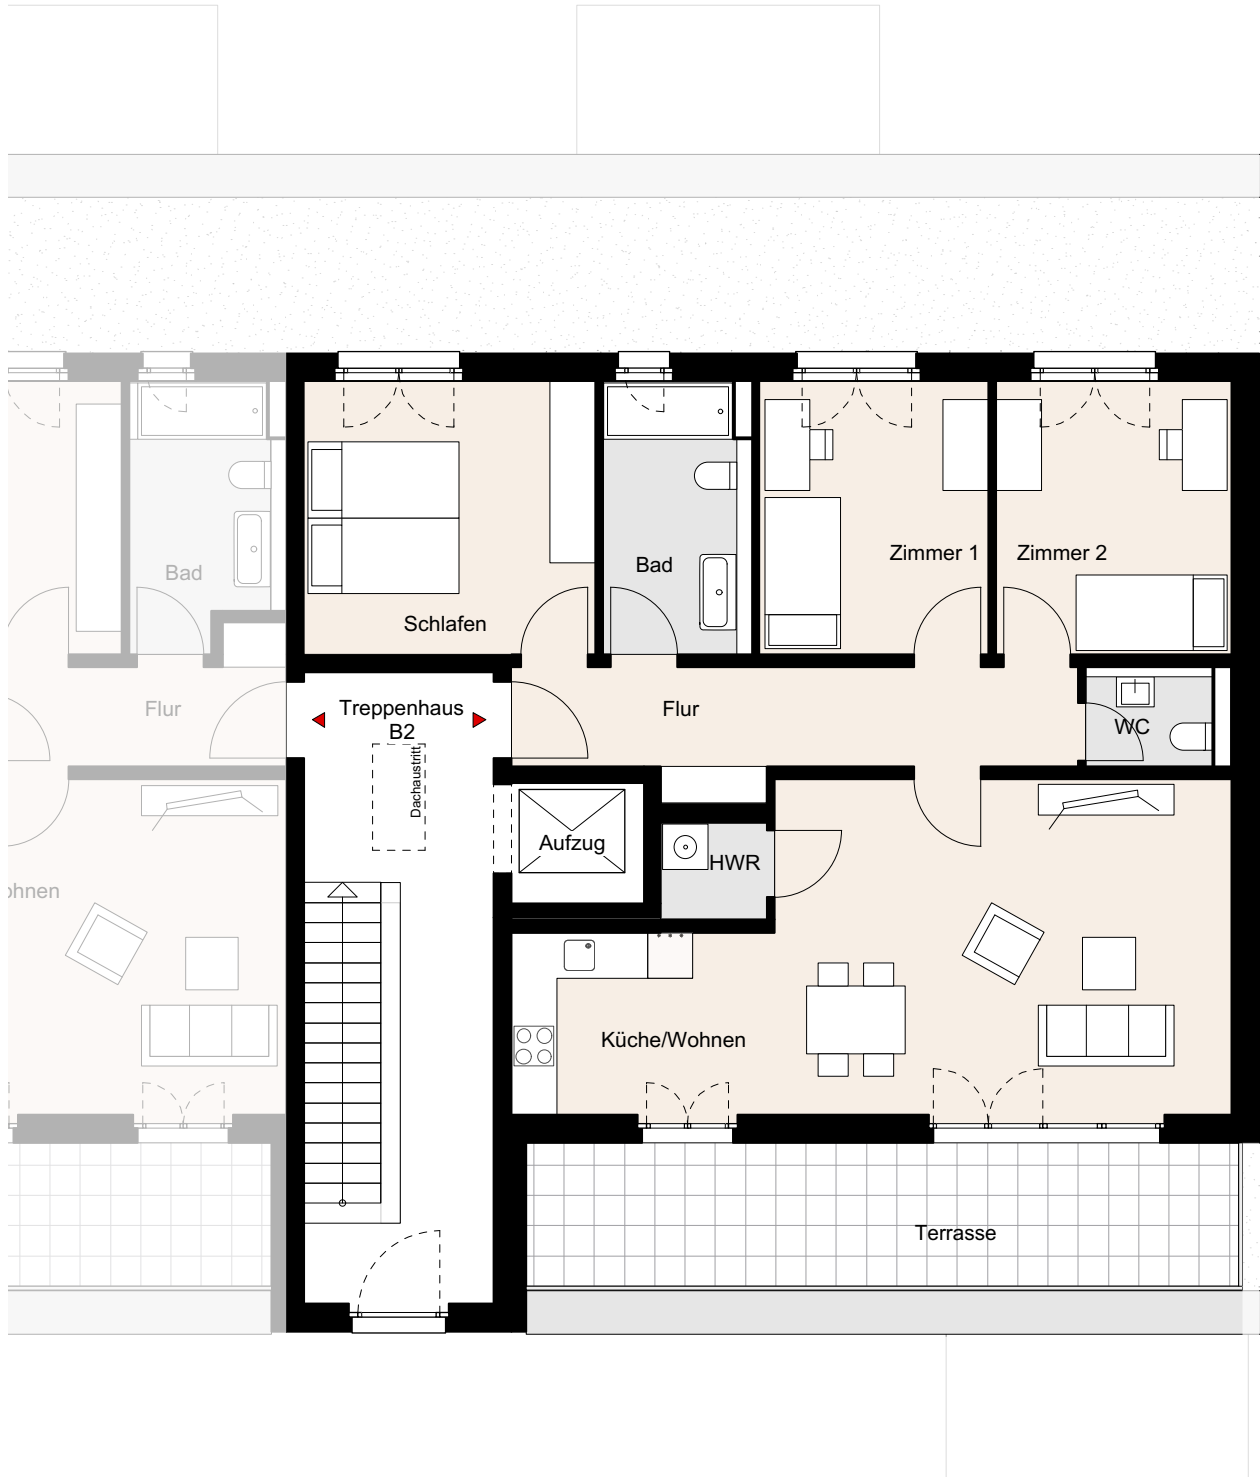 Schlafen
Bad
Zimmer 1
Zimmer 2
Bad
Flur
Treppenhaus
B2
Dachaustritt
Flur
WC
Aufzug
HWR
ohnen
Küche/Wohnen
Terrasse